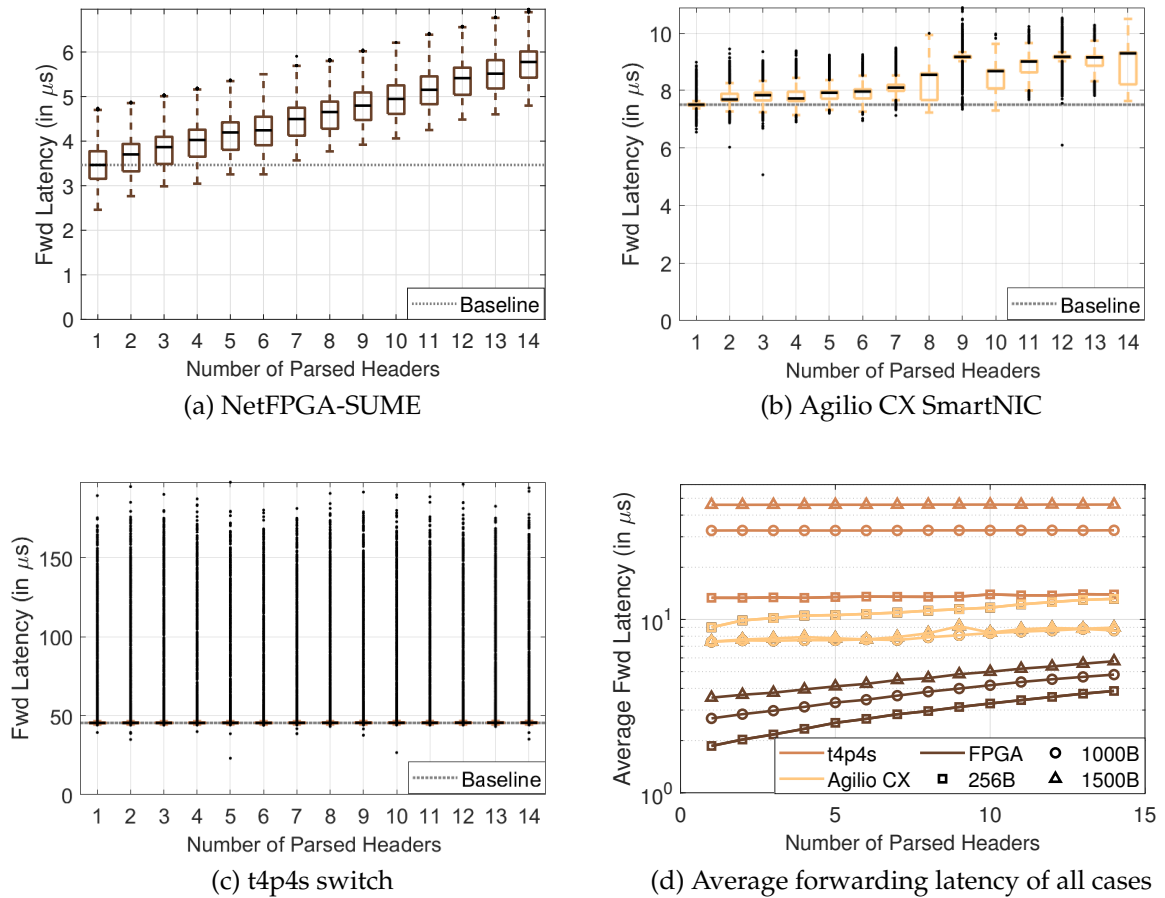 Fwd Latency (in μs)
6
5
4
3
2
1
0
Baseline
1 2 3 4 5 6 7 8 9 10 11 12 13 14
Number of Parsed Headers
(a) NetFPGA-SUME
Fwd Latency (in μs)
10
8
6
4
2
0
Baseline
1 2 3 4 5 6 7 8 9 10 11 12 13 14
Number of Parsed Headers
(b) Agilio CX SmartNIC
Fwd Latency (in μs)
150
100
50
0
Baseline
1 2 3 4 5 6 7 8 9 10 11 12 13 14
Number of Parsed Headers
(c) t4p4s switch
Average Fwd Latency (in μs)
10¹
10⁰
t4p4s FPGA 1000B
Agilio CX 256B 1500B
0 5 10 15
Number of Parsed Headers
(d) Average forwarding latency of all cases